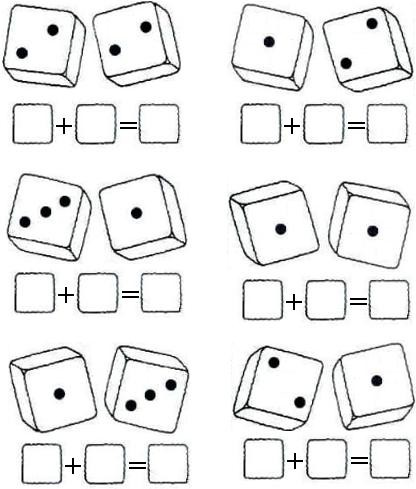 + = + =
+ = + =
+ = + =